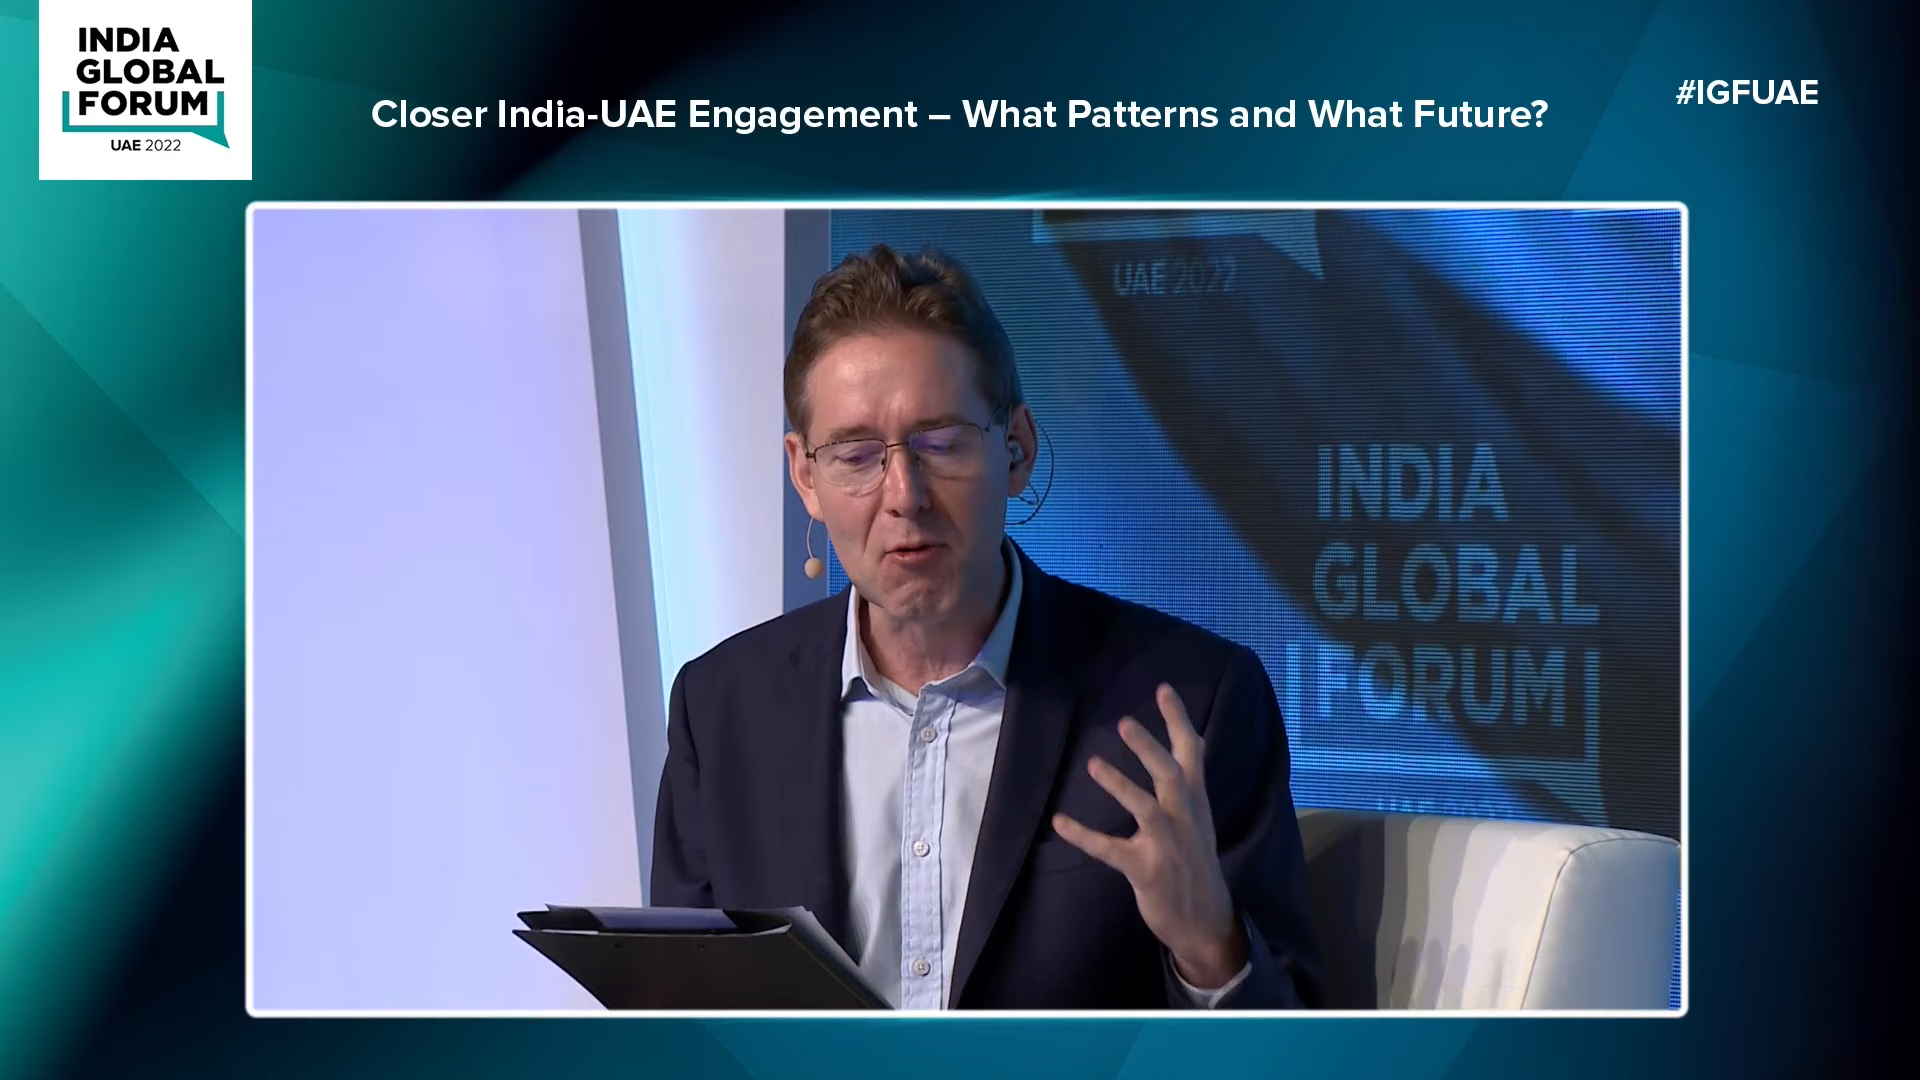 INDIA
GLOBAL
FORUM
UAE 2022
Closer India-UAE Engagement – What Patterns and What Future?
#IGFUAE
UAE 2022
INDIA
GLOBAL
FORUM